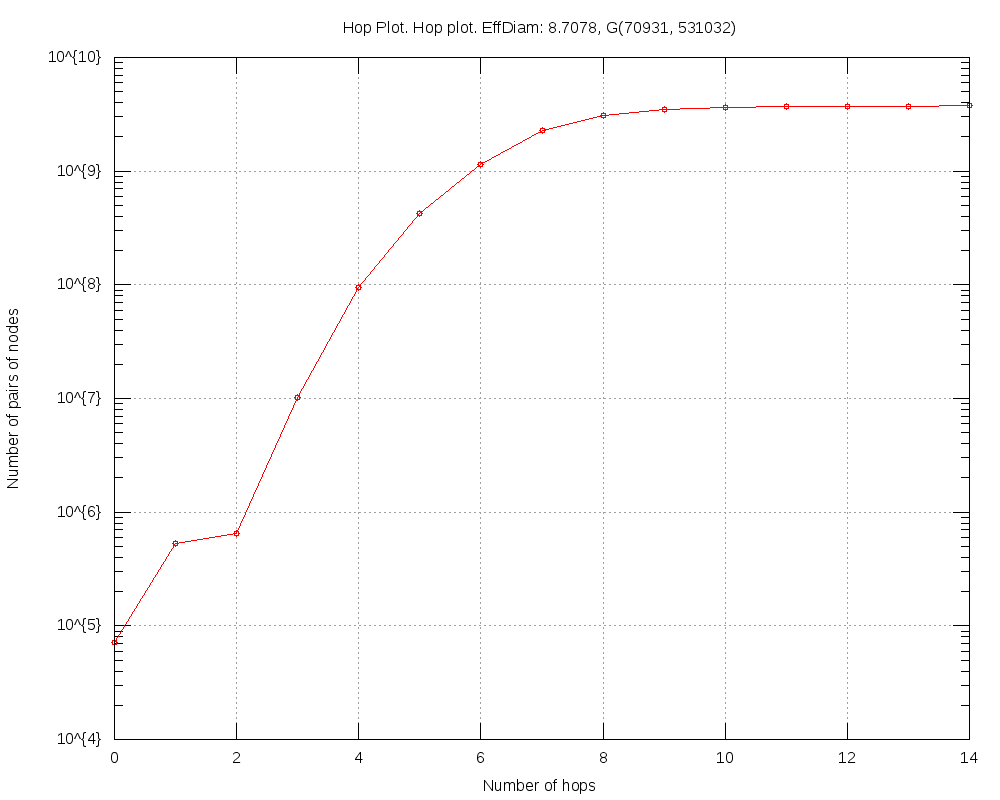 Hop Plot. Hop plot. EffDiam: 8.7078, G(70931, 531032)
10^{10}
10^{9}
10^{8}
10^{7}
10^{6}
10^{5}
10^{4}
Number of pairs of nodes
0 2 4 6 8 10 12 14
Number of hops